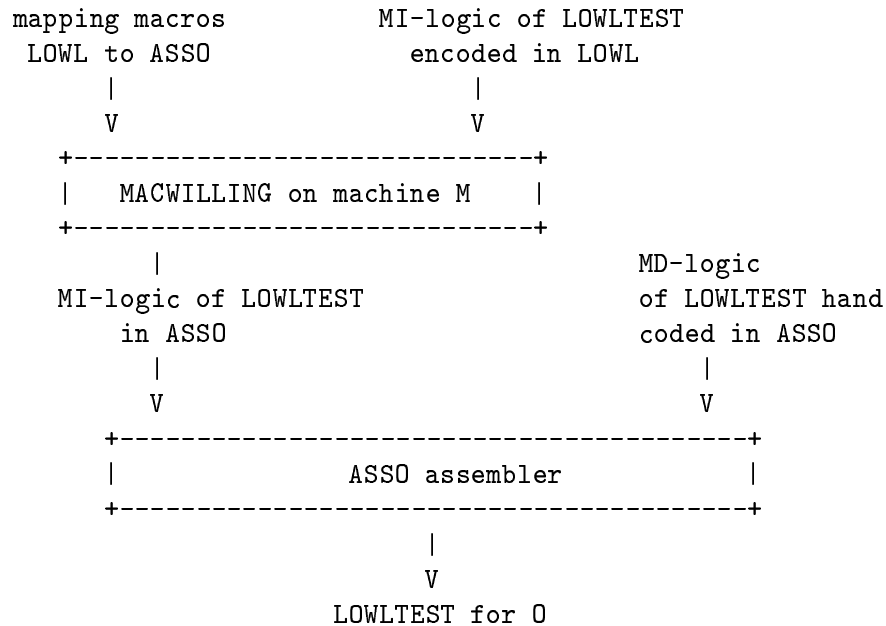 mapping macros MI-logic of LOWLTEST
LOWL to ASSO encoded in LOWL
| |
V V
+------------------------------+
| MACWILLING on machine M |
+------------------------------+
| MD-logic
MI-logic of LOWLTEST of LOWLTEST hand
in ASSO coded in ASSO
| |
V V
+-----------------------------------------+
| ASSO assembler |
+-----------------------------------------+
|
V
LOWLTEST for O